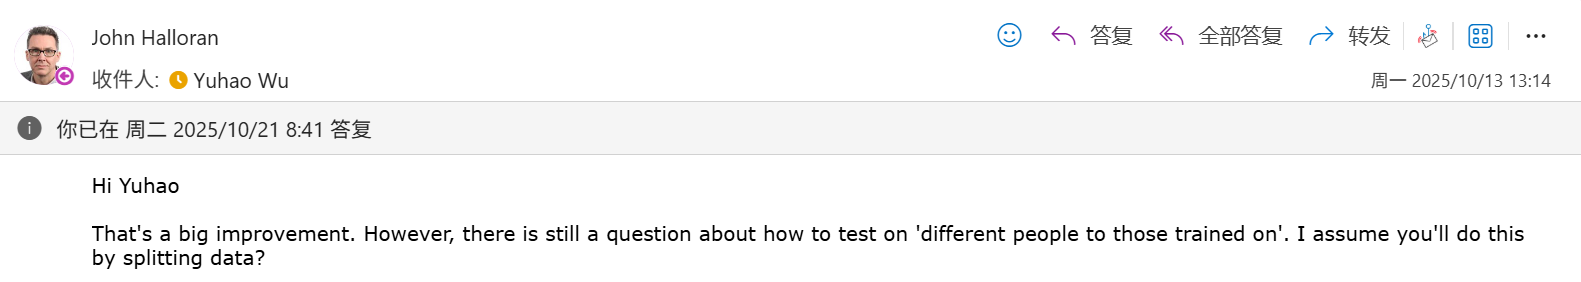 John Halloran
答复
全部答复
转发
收件人: Yuhao Wu
周一 2025/10/13 13:14
你已在 周二 2025/10/21 8:41 答复
Hi Yuhao
That's a big improvement. However, there is still a question about how to test on 'different people to those trained on'. I assume you'll do this
by splitting data?